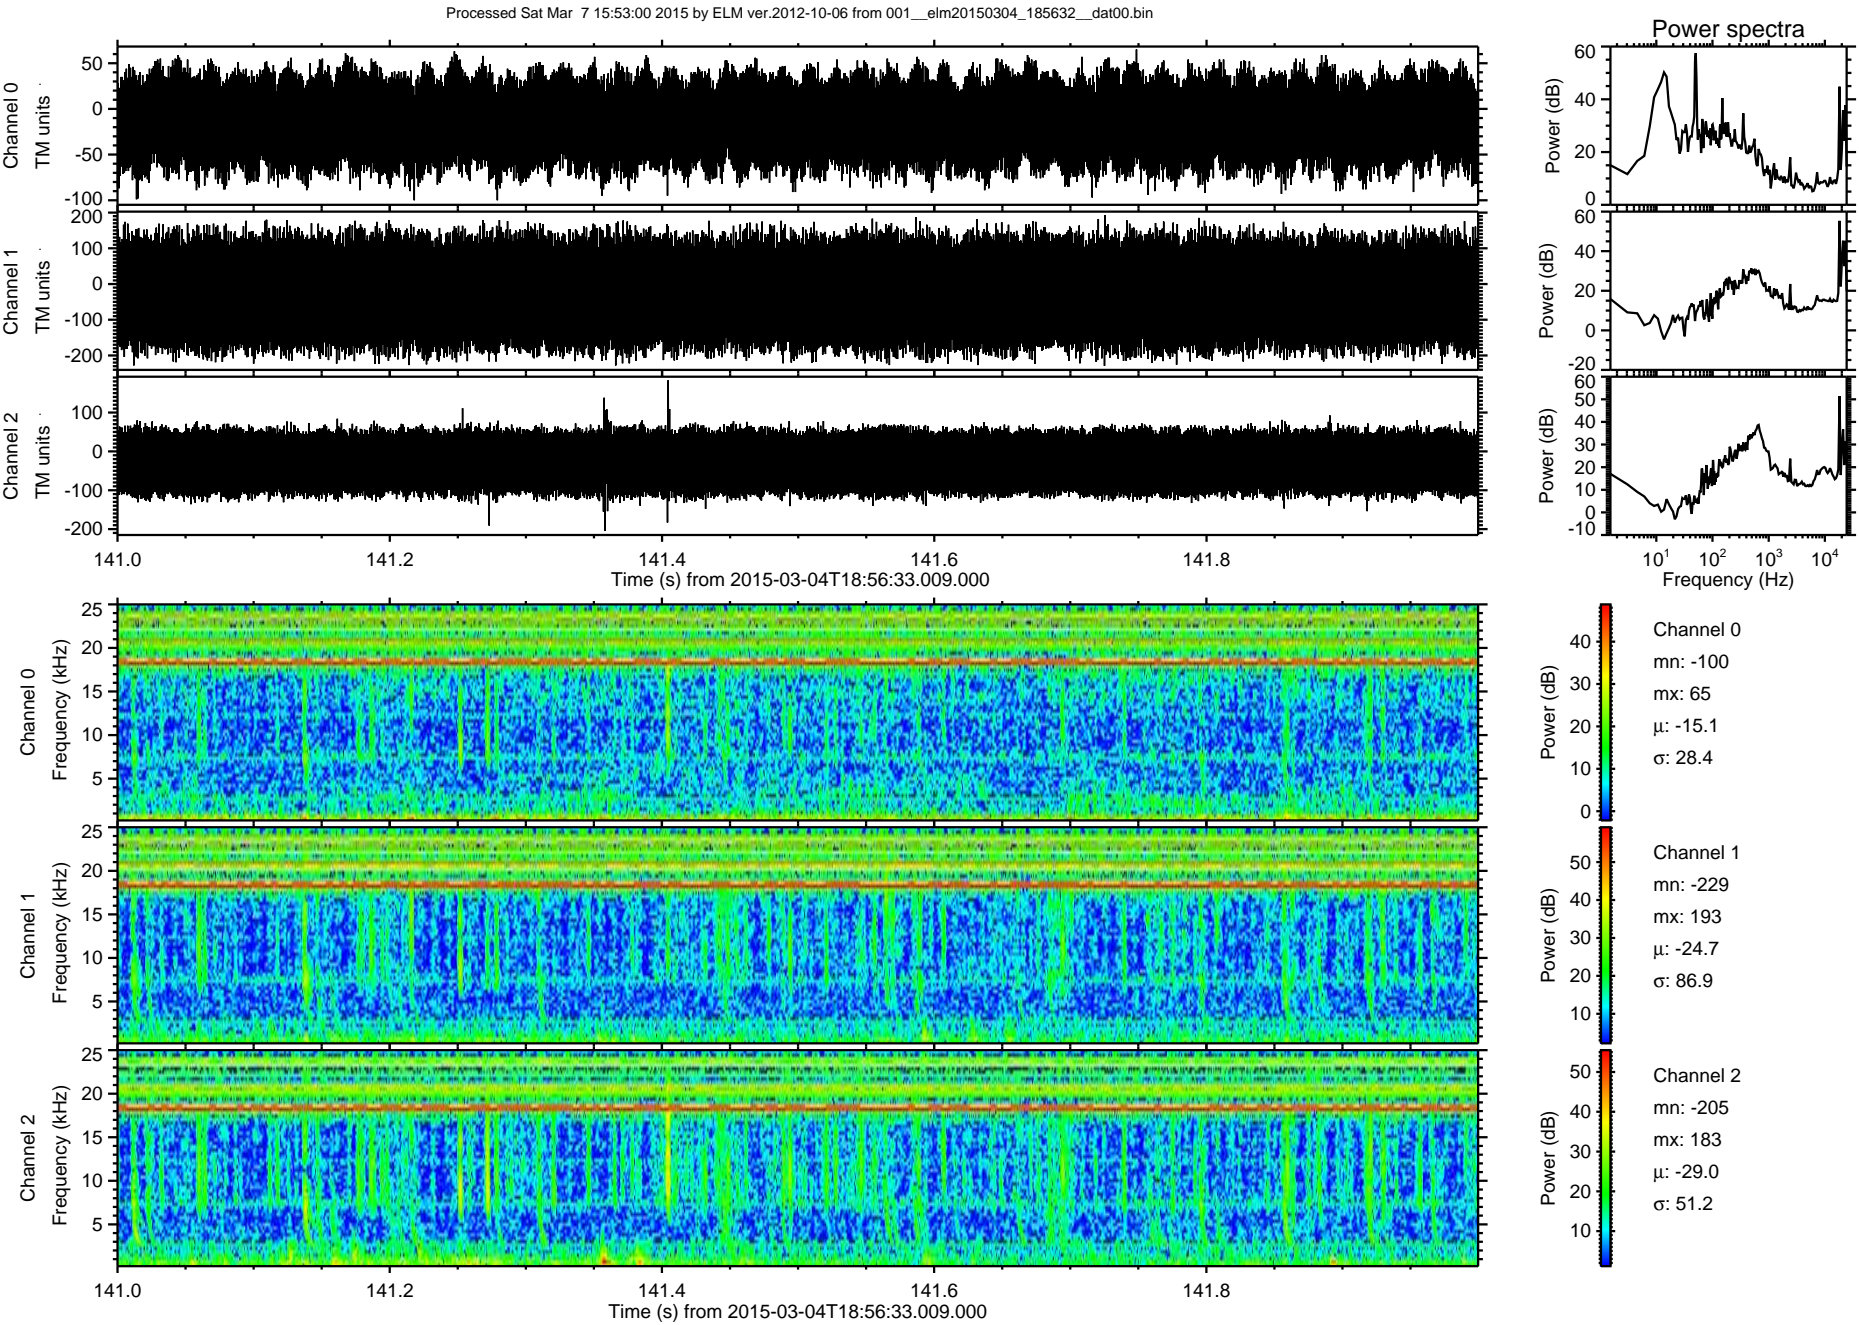 Processed Sat Mar 7 15:53:00 2015 by ELM ver.2012-10-06 from 001__elm20150304_185632__dat00.bin
Power spectra
Channel 0
TM units
50
0
-50
-100
Power (dB)
60
40
20
0
Channel 1
TM units
200
100
0
-100
-200
Power (dB)
60
40
20
0
-20
Channel 2
TM units
100
0
-100
-200
Power (dB)
60
50
40
30
20
10
0
-10
141.0 141.2 141.4 141.6 141.8
Time (s) from 2015-03-04T18:56:33.009.000
10¹ 10² 10³ 10⁴
Frequency (Hz)
Channel 0
Frequency (kHz)
25
20
15
10
5
Power (dB)
40
30
20
10
0
Channel 0
mn: -100
mx: 65
μ: -15.1
σ: 28.4
Channel 1
Frequency (kHz)
25
20
15
10
5
Power (dB)
50
40
30
20
10
Channel 1
mn: -229
mx: 193
μ: -24.7
σ: 86.9
Channel 2
Frequency (kHz)
25
20
15
10
5
Power (dB)
50
40
30
20
10
Channel 2
mn: -205
mx: 183
μ: -29.0
σ: 51.2
141.0 141.2 141.4 141.6 141.8
Time (s) from 2015-03-04T18:56:33.009.000